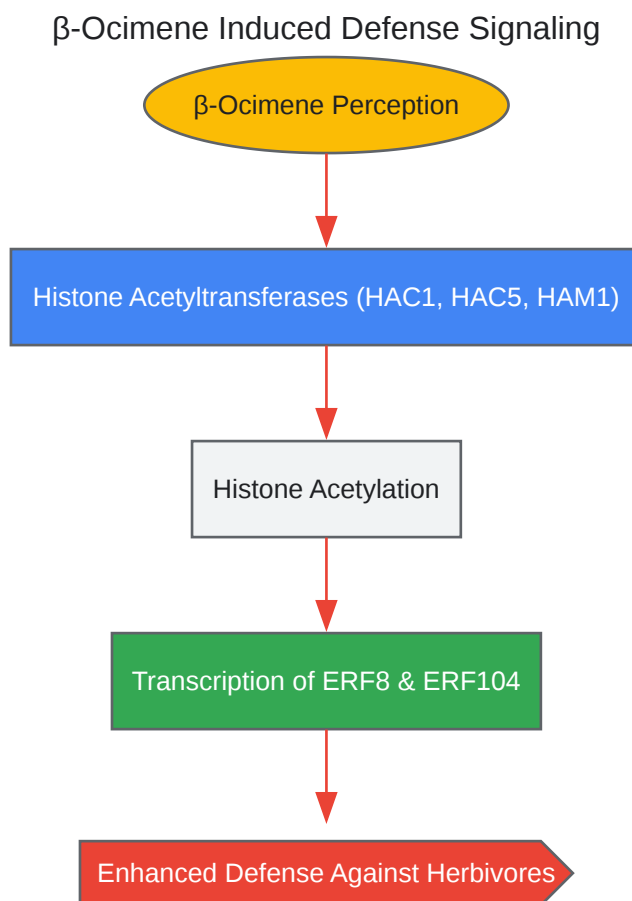 β-Ocimene Induced Defense Signaling
β-Ocimene Perception
Histone Acetyltransferases (HAC1, HAC5, HAM1)
Histone Acetylation
Transcription of ERF8 & ERF104
Enhanced Defense Against Herbivores